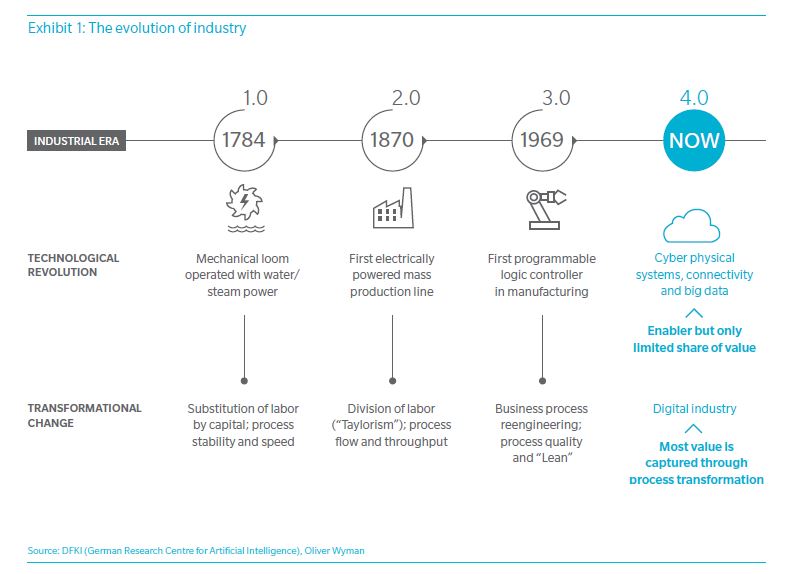 Exhibit 1: The evolution of industry
1.0
2.0
3.0
4.0
INDUSTRIAL ERA
1784
1870
1969
NOW
TECHNOLOGICAL
REVOLUTION
Mechanical loom
operated with water/
steam power
First electrically
powered mass
production line
First programmable
logic controller
in manufacturing
Cyber physical
systems, connectivity
and big data
Enabler but only
limited share of value
TRANSFORMATIONAL
CHANGE
Substitution of labor
by capital; process
stability and speed
Division of labor
(“Taylorism”); process
flow and throughput
Business process
reengineering;
process quality
and “Lean”
Digital industry
Most value is
captured through
process transformation
Source: DFKI (German Research Centre for Artificial Intelligence), Oliver Wyman